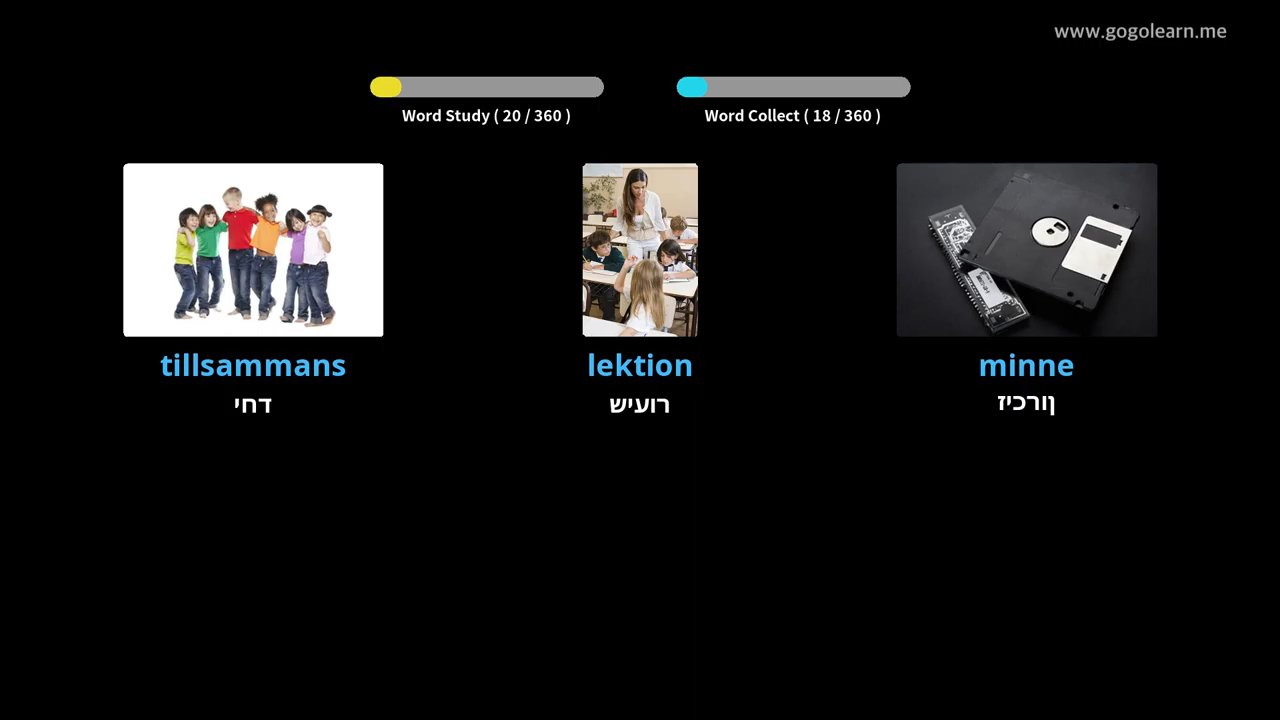 www.gogolearn.me
Word Study ( 20 / 360 )
Word Collect ( 18 / 360 )
tillsammans
דחי
lektion
רועיש
minne
ןורכיז